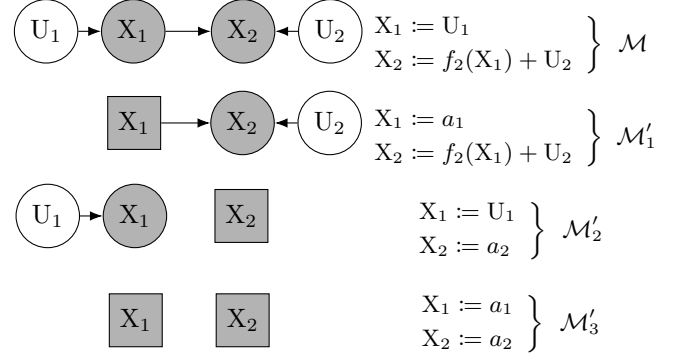 U₁ X₁ X₂ U₂ X₁ ≔ U₁
X₂ ≔ f₂(X₁) + U₂ } ℳ
X₁ X₂ U₂ X₁ ≔ a₁
X₂ ≔ f₂(X₁) + U₂ } ℳ′₁
U₁ X₁ X₂ X₁ ≔ U₁
X₂ ≔ a₂ } ℳ′₂
X₁ X₂ X₁ ≔ a₁
X₂ ≔ a₂ } ℳ′₃